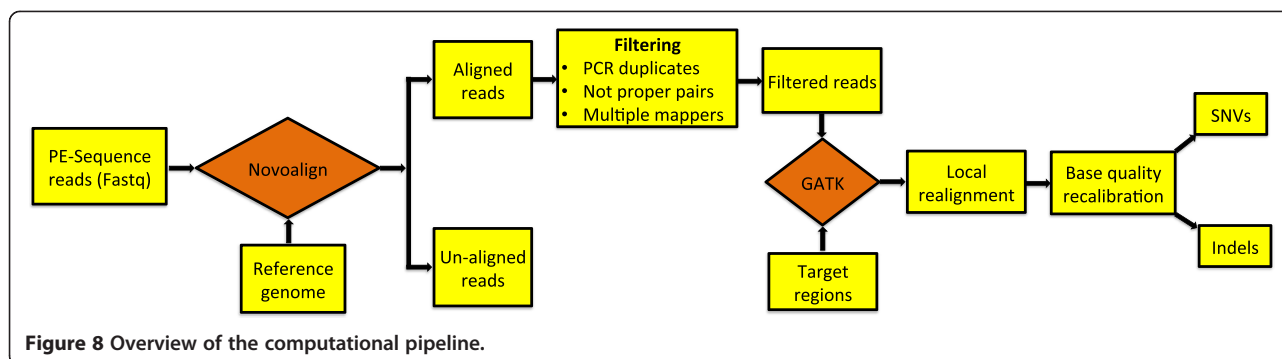 PE-Sequence
reads (Fastq)
Novoalign
Reference
genome
Aligned
reads
Un-aligned
reads
Filtering
• PCR duplicates
• Not proper pairs
• Multiple mappers
Filtered reads
GATK
Target
regions
Local
realignment
Base quality
recalibration
SNVs
Indels
Figure 8 Overview of the computational pipeline.